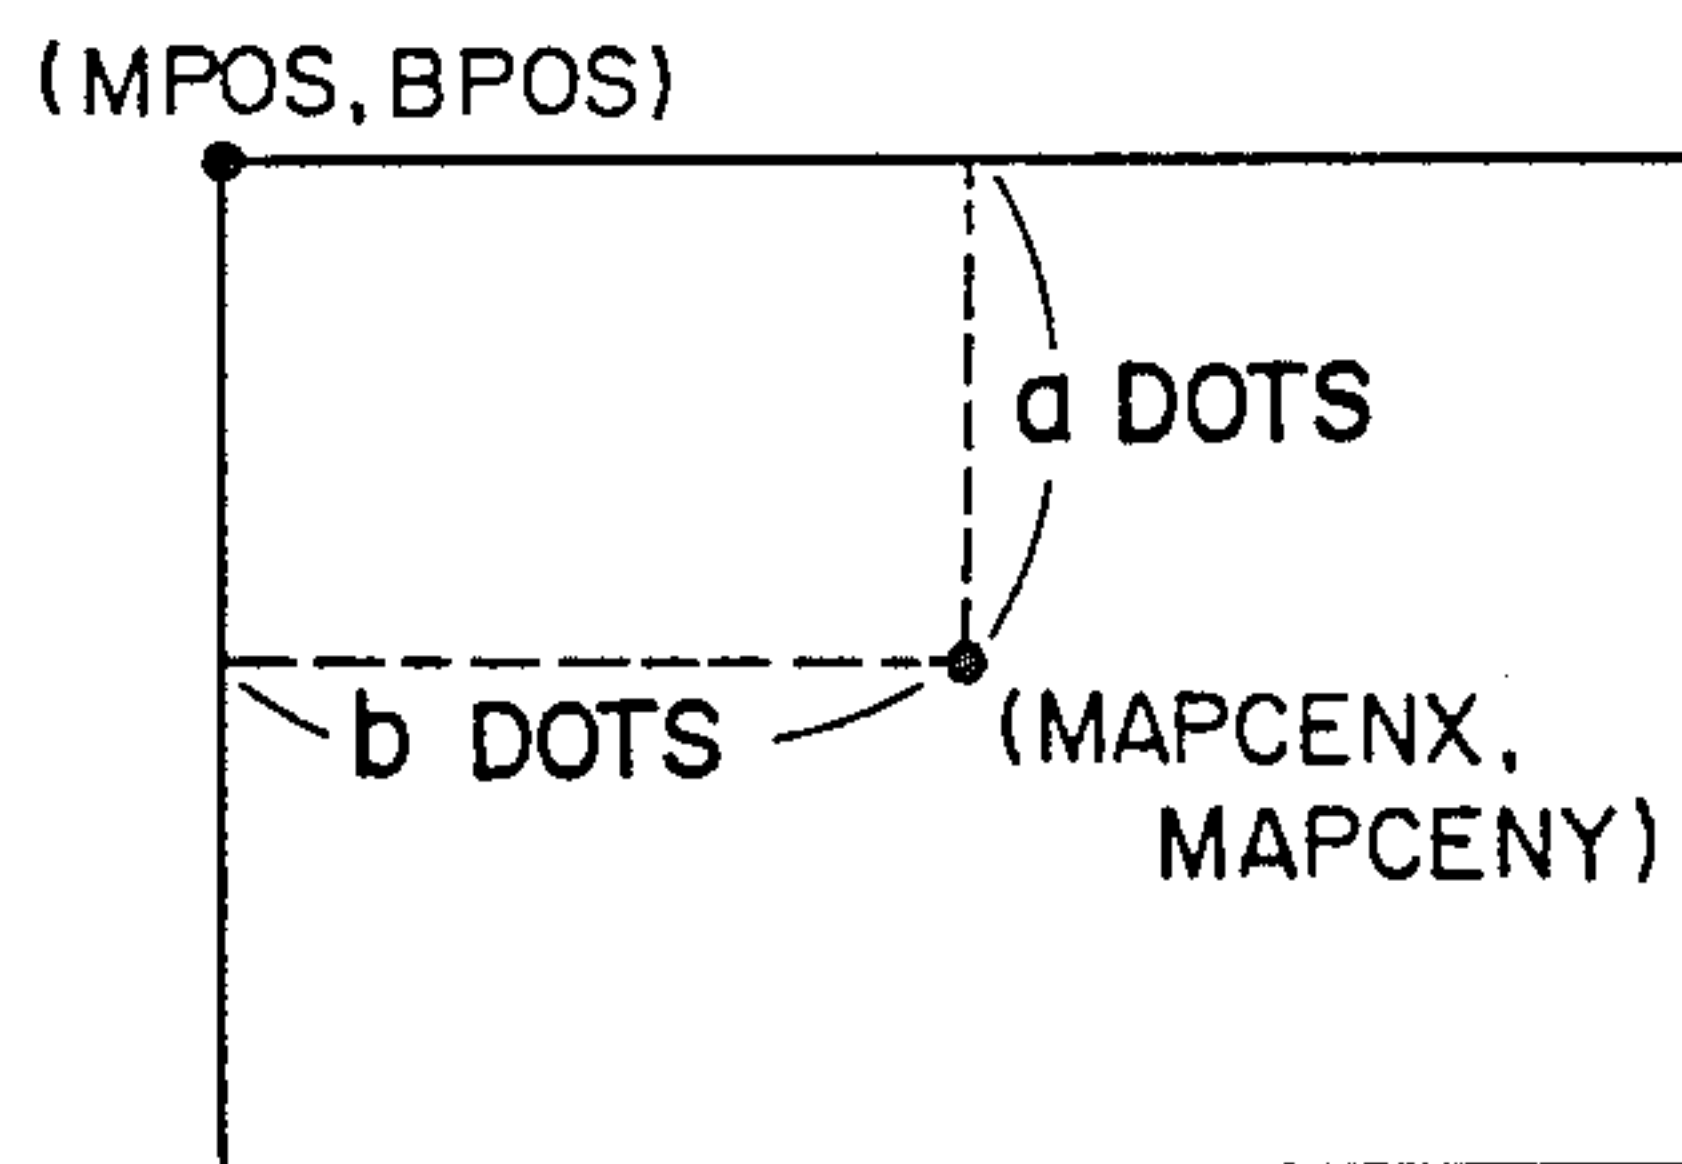 (MPOS, BPOS)
a DOTS
b DOTS
(MAPCENX,
MAPCENY)